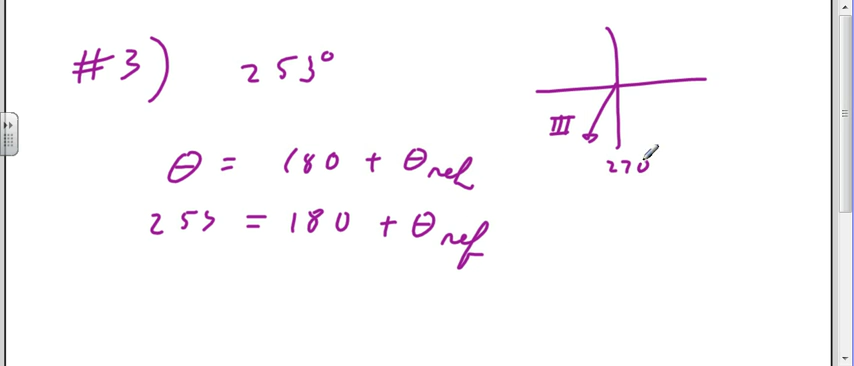 #3) 253°
III
270
θ = 180 + θref
253 = 180 + θref